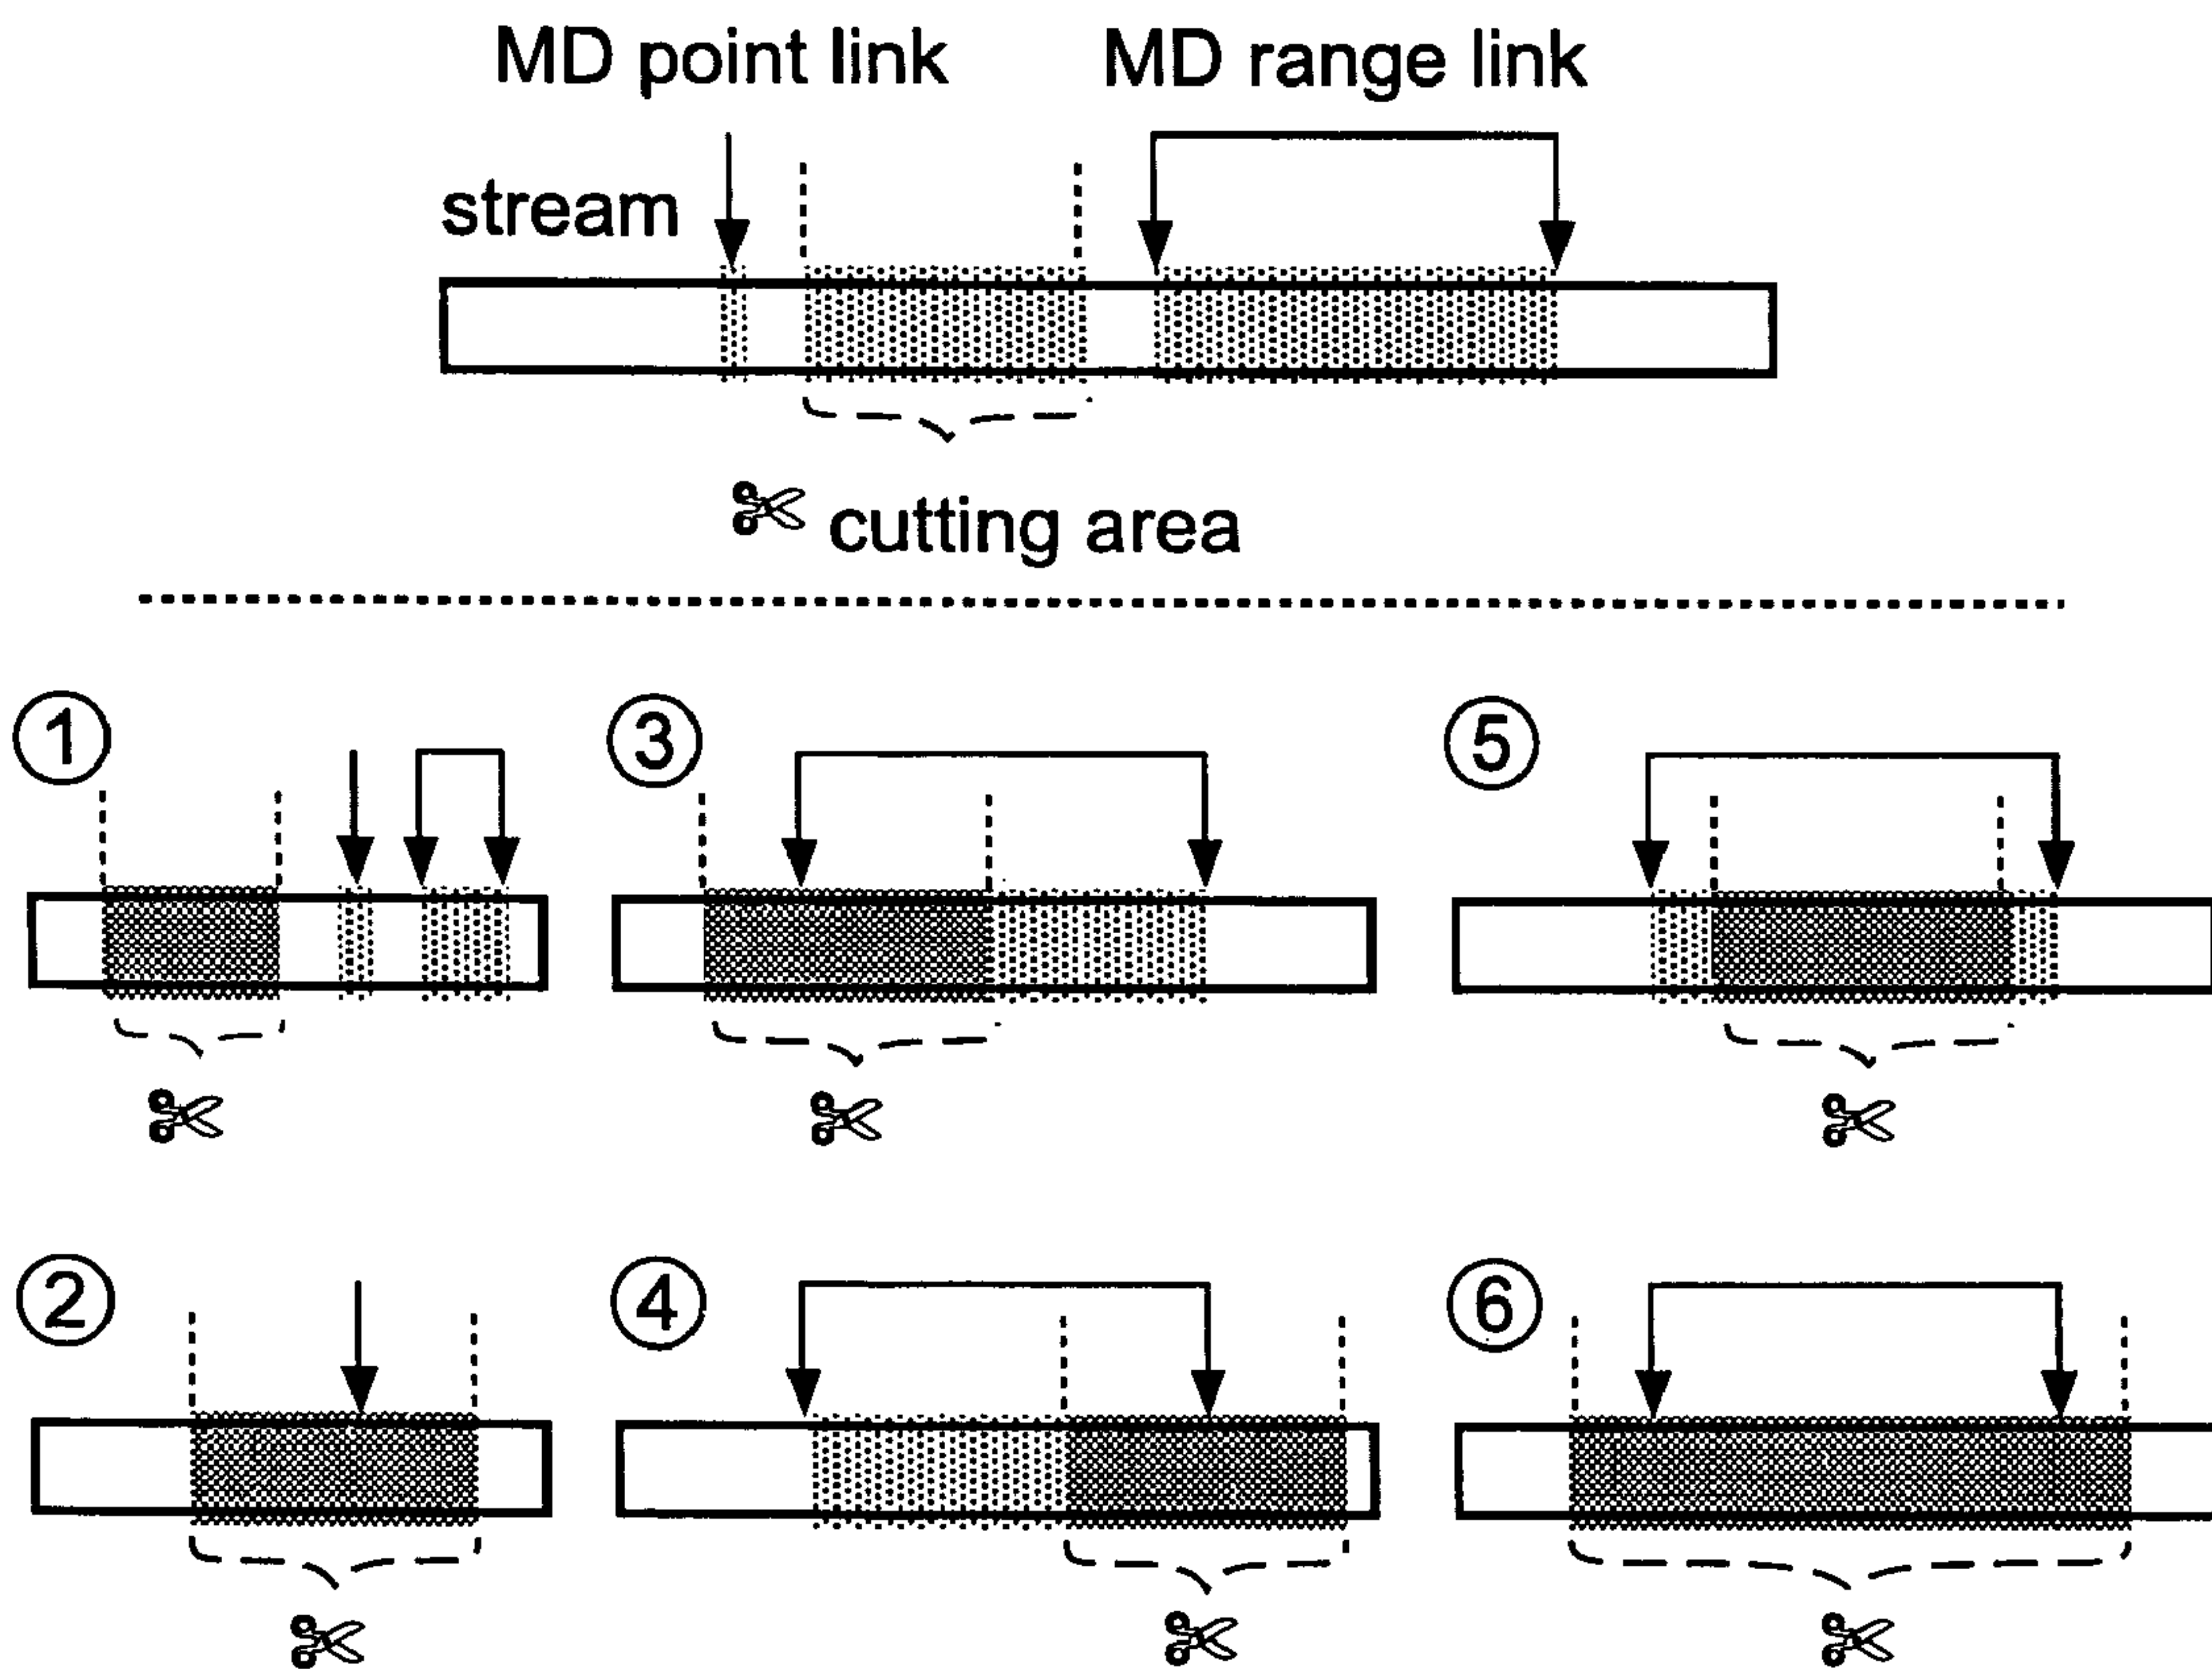 MD point link MD range link
stream
cutting area
① ③ ⑤
② ④ ⑥